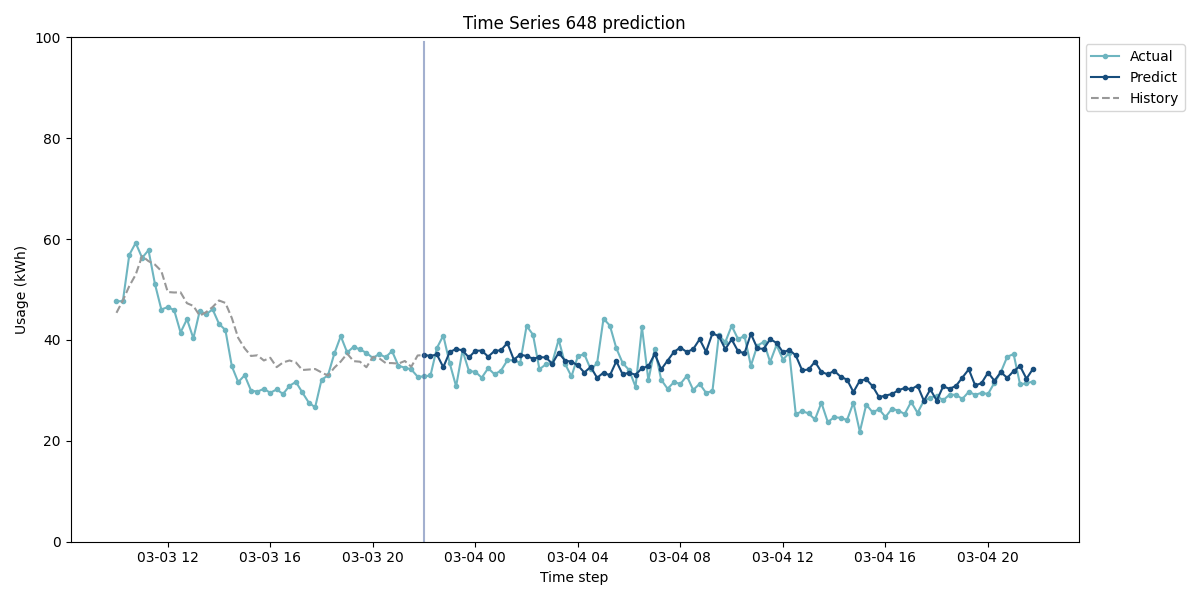 Time Series 648 prediction
100
80
60
40
20
0
Usage (kWh)
03-03 12
03-03 16
03-03 20
03-04 00
03-04 04
03-04 08
03-04 12
03-04 16
03-04 20
Time step
Actual
Predict
History